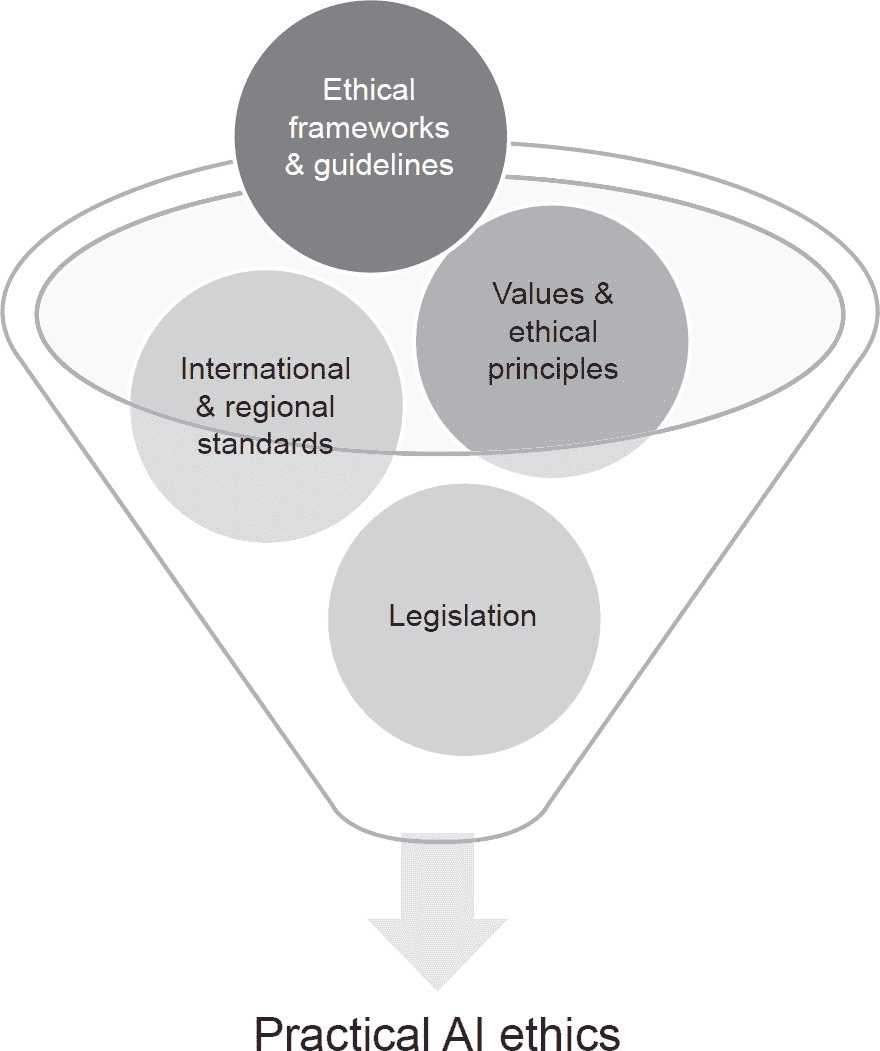 Ethical
frameworks
& guidelines
Values &
ethical
principles
International
& regional
standards
Legislation
Practical AI ethics